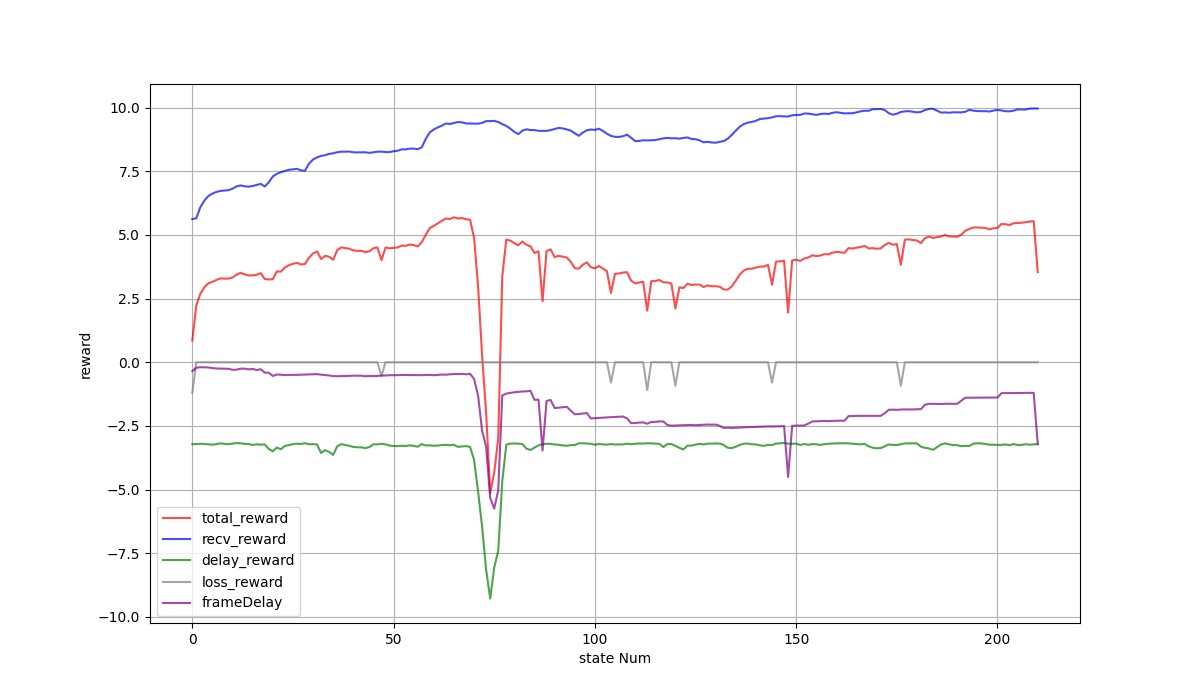 10.0
7.5
5.0
2.5
0.0
−2.5
−5.0
−7.5
−10.0
reward
total_reward
recv_reward
delay_reward
loss_reward
frameDelay
0
50
100
150
200
state Num